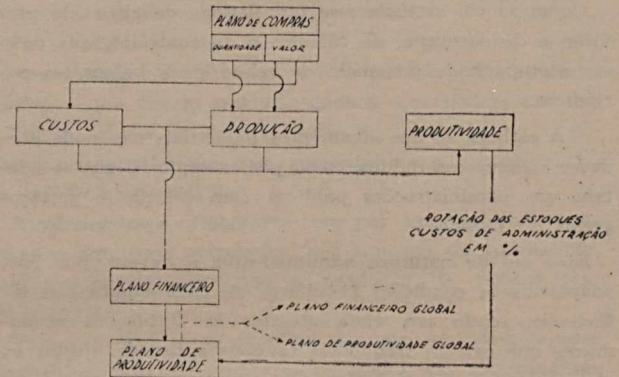 PLANO DE COMPRAS
QUANTIDADE VALOR
CUSTOS
PRODUÇÃO
PRODUTIVIDADE
ROTAÇÃO DOS ESTOQUES
CUSTOS DE ADMINISTRAÇÃO
EM %
PLANO FINANCEIRO
PLANO FINANCEIRO GLOBAL
PLANO DE PRODUTIVIDADE GLOBAL
PLANO DE
PRODUTIVIDADE